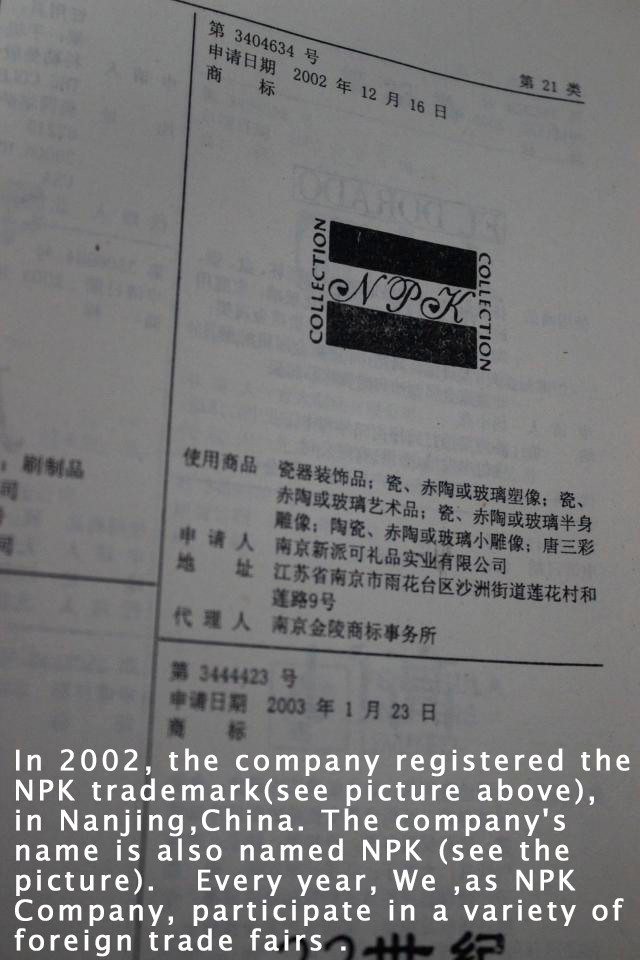 第 3404634 号
第 21 类
申请日期 2002 年 12 月 16 日
商 标
COLLECTION
NPK
COLLECTION
使用商品 瓷器装饰品；瓷、赤陶或玻璃塑像；瓷、
赤陶或玻璃艺术品；瓷、赤陶或玻璃半身
雕像；陶瓷、赤陶或玻璃小雕像；唐三彩
申 请 人 南京新派可礼品实业有限公司
地 址 江苏省南京市雨花台区沙洲街道莲花村和
莲路9号
代 理 人 南京金陵商标事务所
；刷制品
司
号
司
第 3444423 号
申请日期 2003 年 1 月 23 日
商 标
In 2002, the company registered the
NPK trademark(see picture above),
in Nanjing,China. The company's
name is also named NPK (see the
picture). Every year, We ,as NPK
Company, participate in a variety of
foreign trade fairs .
世纪